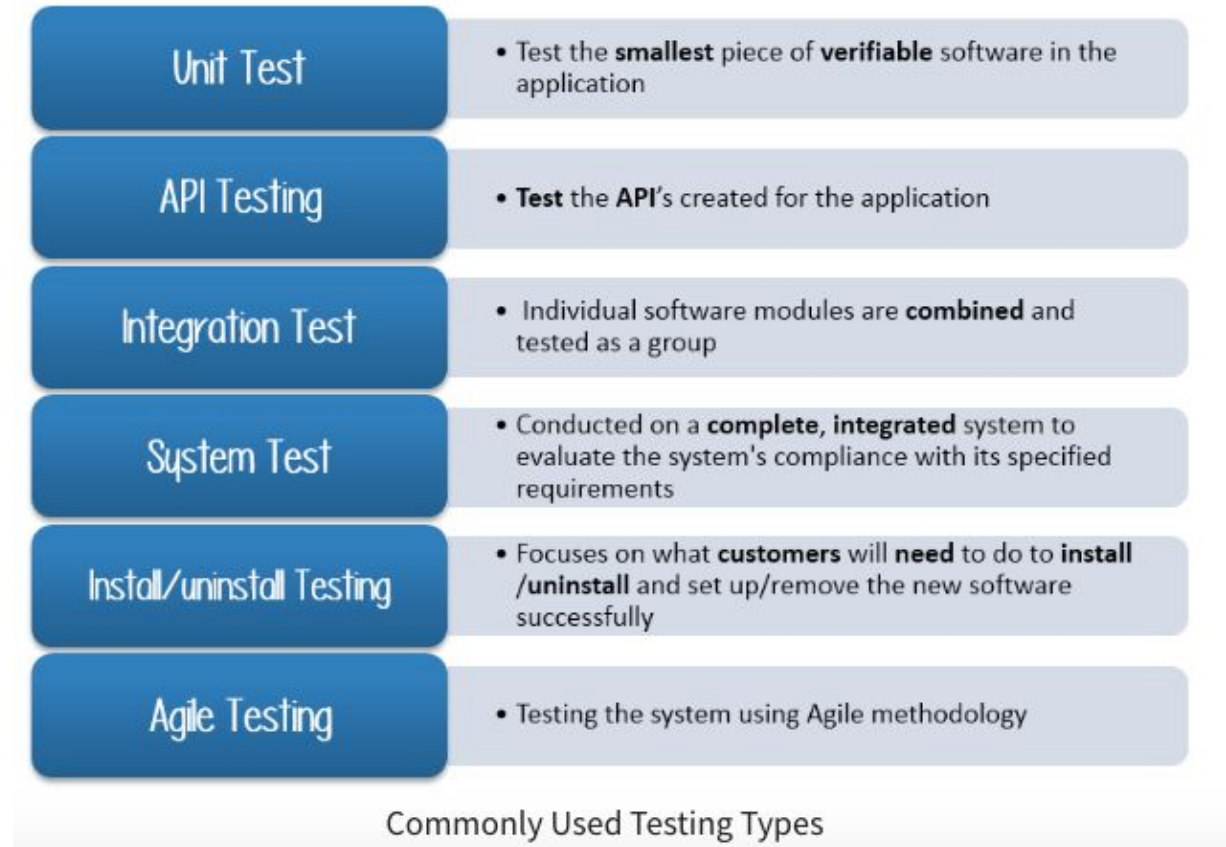 Unit Test
• Test the smallest piece of verifiable software in the
application
API Testing
• Test the API's created for the application
Integration Test
• Individual software modules are combined and
tested as a group
System Test
• Conducted on a complete, integrated system to
evaluate the system's compliance with its specified
requirements
Install/uninstall Testing
• Focuses on what customers will need to do to install
/uninstall and set up/remove the new software
successfully
Agile Testing
• Testing the system using Agile methodology
Commonly Used Testing Types